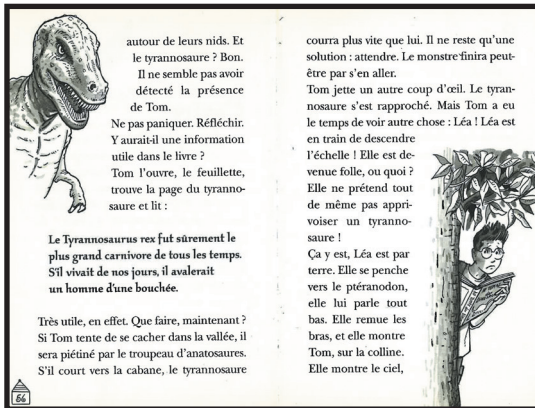 autour de leurs nids. Et
le tyrannosaure ? Bon.
Il ne semble pas avoir
détecté la présence
de Tom.
Ne pas paniquer. Réfléchir.
Y aurait-il une information
utile dans le livre ?
Tom l'ouvre, le feuillette,
trouve la page du tyranno-
saure et lit :
Le Tyrannosaurus rex fut sûrement le
plus grand carnivore de tous les temps.
S'il vivait de nos jours, il avalerait
un homme d'une bouchée.
Très utile, en effet. Que faire, maintenant ?
Si Tom tente de se cacher dans la vallée, il
sera piétiné par le troupeau d'anatosaures.
S'il court vers la cabane, le tyrannosaure
56
courra plus vite que lui. Il ne reste qu'une
solution : attendre. Le monstre finira peut-
être par s'en aller.
Tom jette un autre coup d'œil. Le tyran-
nosaure s'est rapproché. Mais Tom a eu
le temps de voir autre chose : Léa ! Léa est
en train de descendre
l'échelle ! Elle est de-
venue folle, ou quoi ?
Elle ne prétend tout
de même pas appri-
voiser un tyranno-
saure !
Ça y est, Léa est par
terre. Elle se penche
vers le ptéranodon,
elle lui parle tout
bas. Elle remue les
bras, et elle montre
Tom, sur la colline.
Elle montre le ciel,